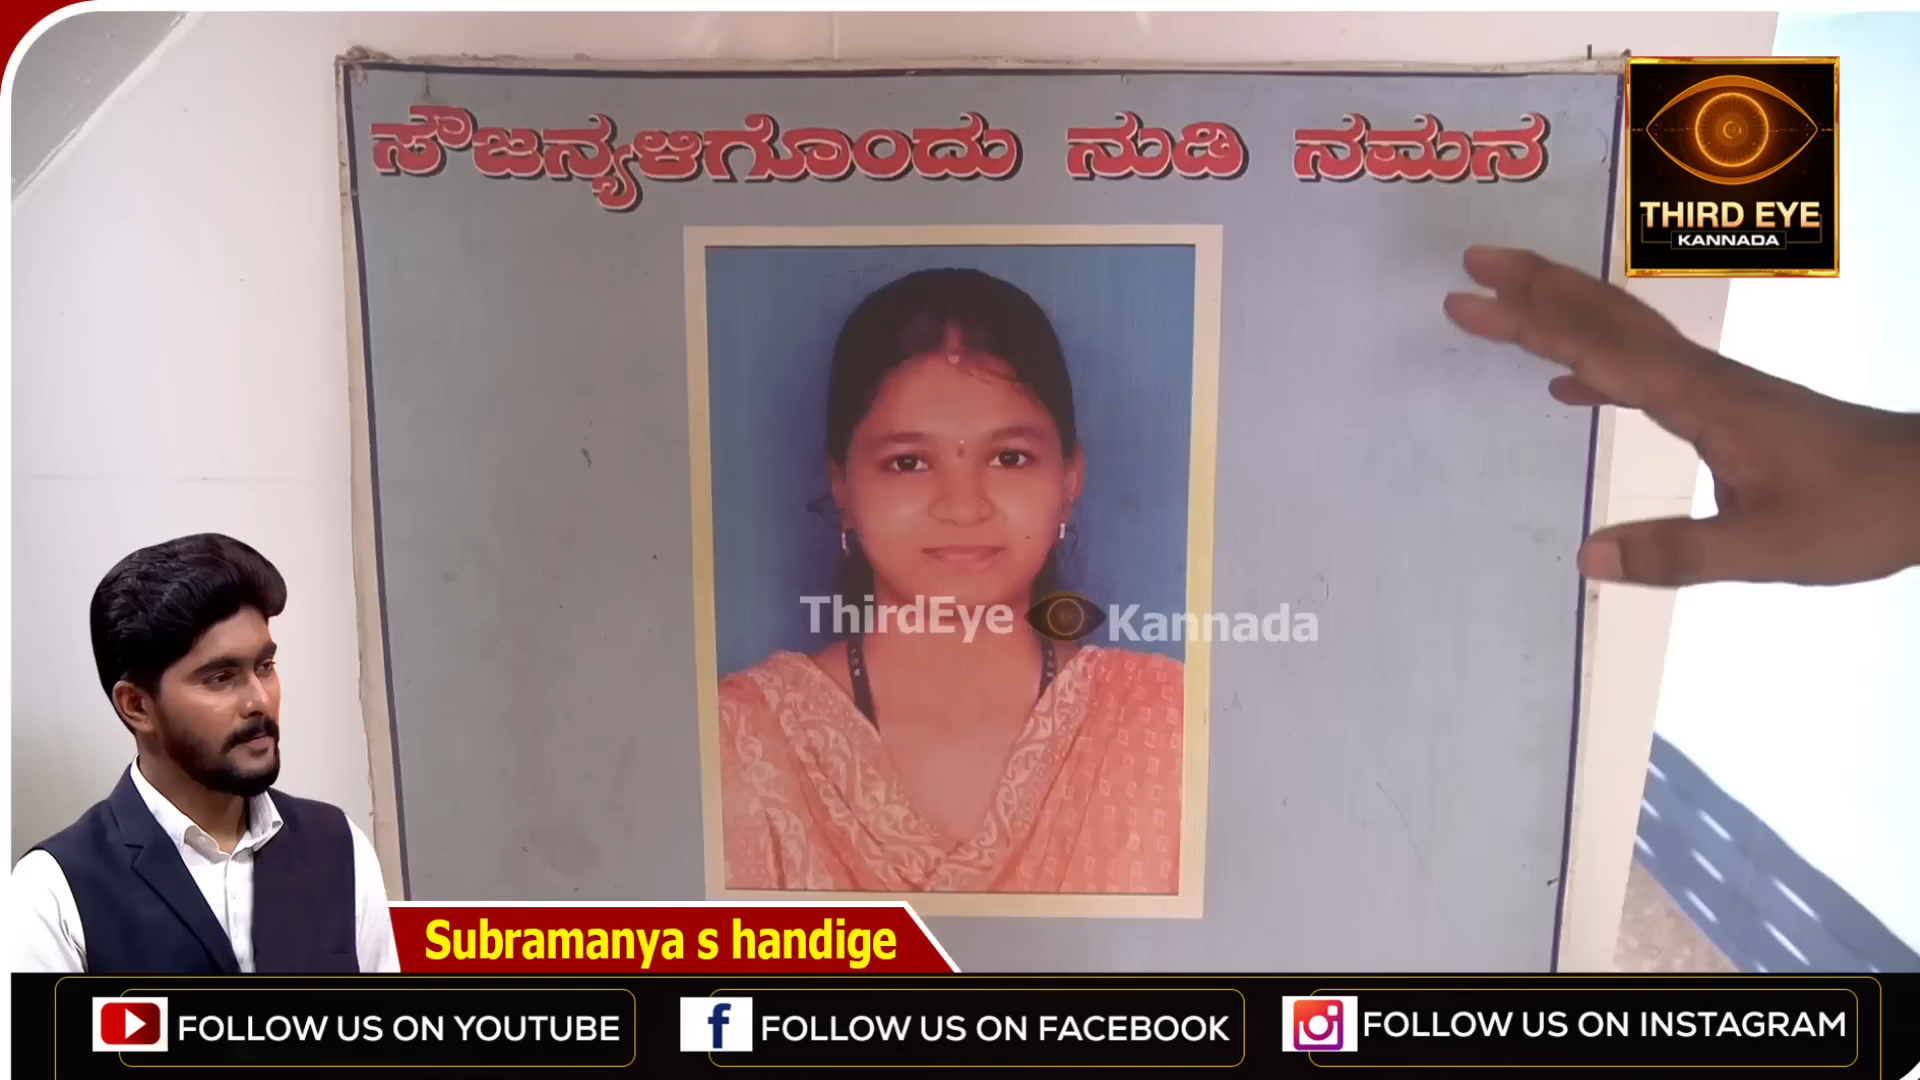 ಸೌಜನ್ಯಳಿಗೊಂದು ನುಡಿ ನಮನ
THIRD EYE
KANNADA
ThirdEye Kannada
Subramanya s handige
FOLLOW US ON YOUTUBE
FOLLOW US ON FACEBOOK
FOLLOW US ON INSTAGRAM